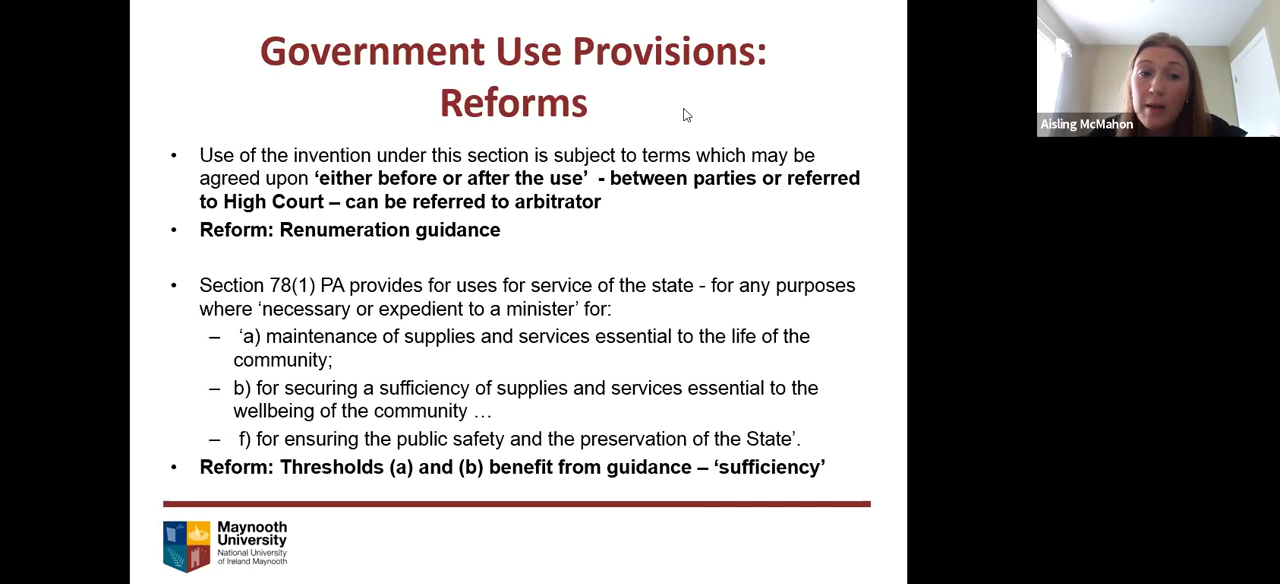 Government Use Provisions:
Reforms
• Use of the invention under this section is subject to terms which may be
agreed upon ‘either before or after the use’ - between parties or referred
to High Court – can be referred to arbitrator
• Reform: Renumeration guidance
• Section 78(1) PA provides for uses for service of the state - for any purposes
where ‘necessary or expedient to a minister’ for:
– ‘a) maintenance of supplies and services essential to the life of the
community;
– b) for securing a sufficiency of supplies and services essential to the
wellbeing of the community …
– f) for ensuring the public safety and the preservation of the State’.
• Reform: Thresholds (a) and (b) benefit from guidance – ‘sufficiency’
Maynooth
University
National University
of Ireland Maynooth
Aisling McMahon